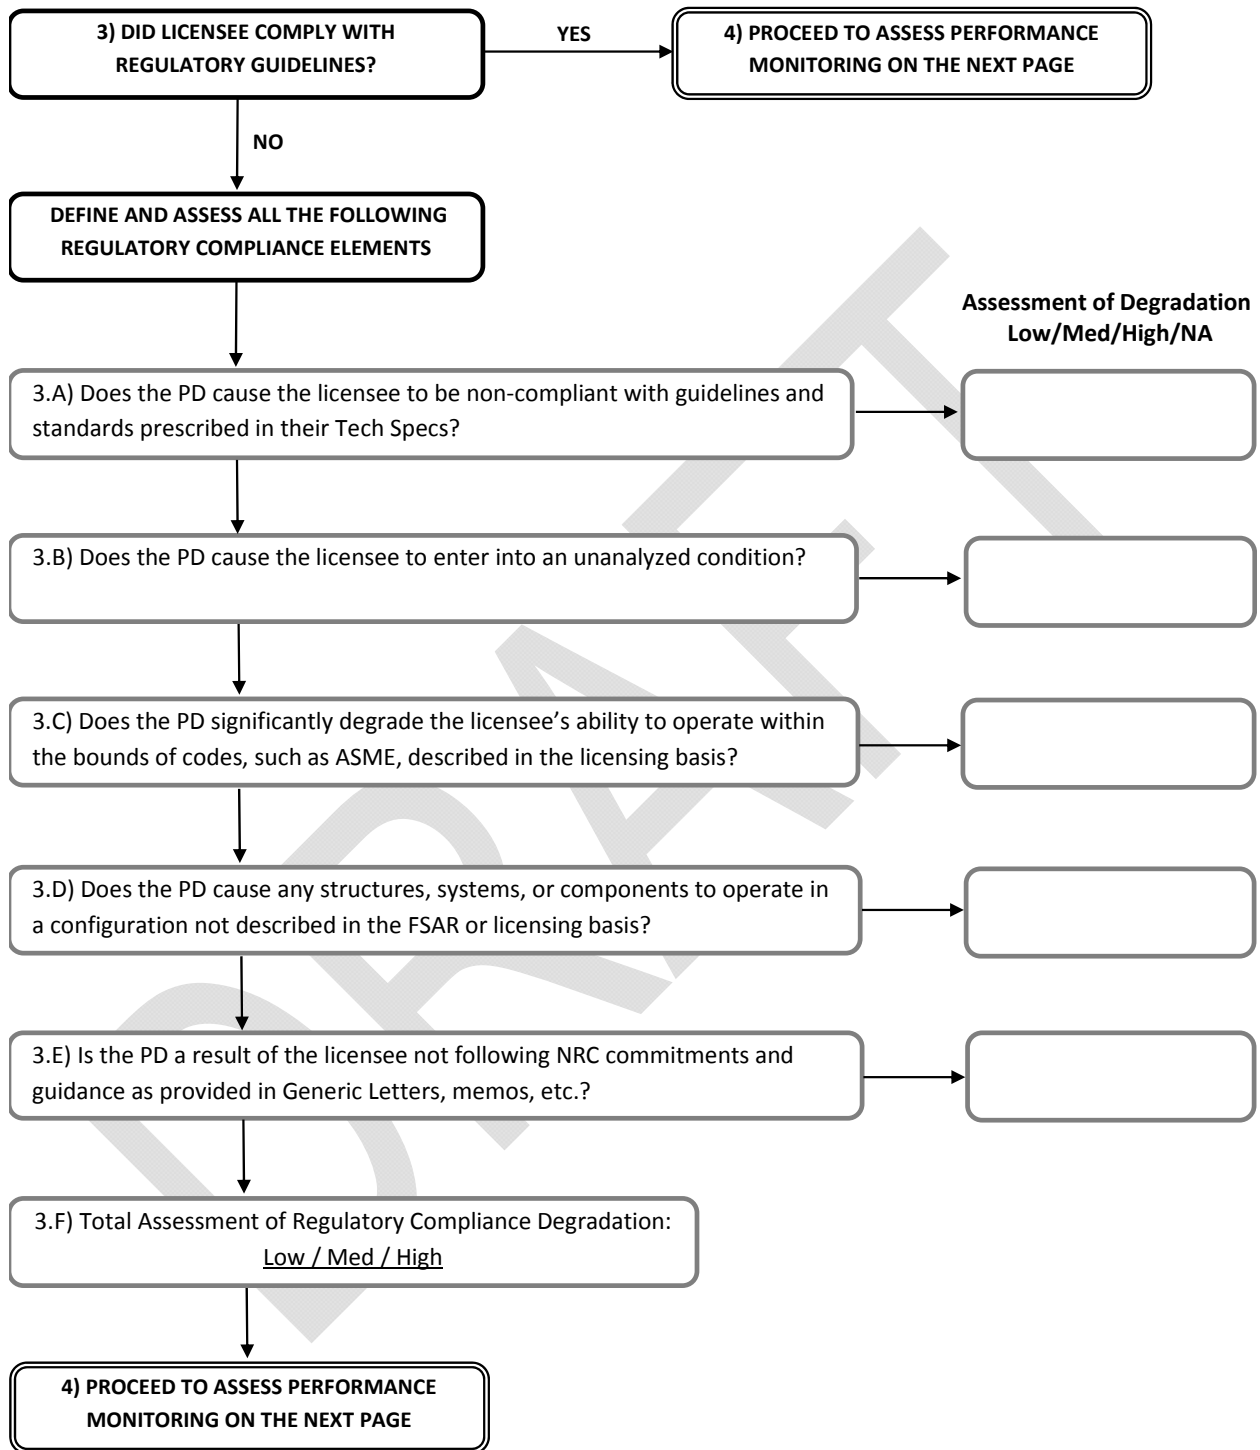 3) DID LICENSEE COMPLY WITH
REGULATORY GUIDELINES?
YES
4) PROCEED TO ASSESS PERFORMANCE
MONITORING ON THE NEXT PAGE
NO
DEFINE AND ASSESS ALL THE FOLLOWING
REGULATORY COMPLIANCE ELEMENTS
Assessment of Degradation
Low/Med/High/NA
3.A) Does the PD cause the licensee to be non-compliant with guidelines and
standards prescribed in their Tech Specs?
3.B) Does the PD cause the licensee to enter into an unanalyzed condition?
3.C) Does the PD significantly degrade the licensee’s ability to operate within
the bounds of codes, such as ASME, described in the licensing basis?
3.D) Does the PD cause any structures, systems, or components to operate in
a configuration not described in the FSAR or licensing basis?
3.E) Is the PD a result of the licensee not following NRC commitments and
guidance as provided in Generic Letters, memos, etc.?
3.F) Total Assessment of Regulatory Compliance Degradation:
Low / Med / High
4) PROCEED TO ASSESS PERFORMANCE
MONITORING ON THE NEXT PAGE
DRAFT